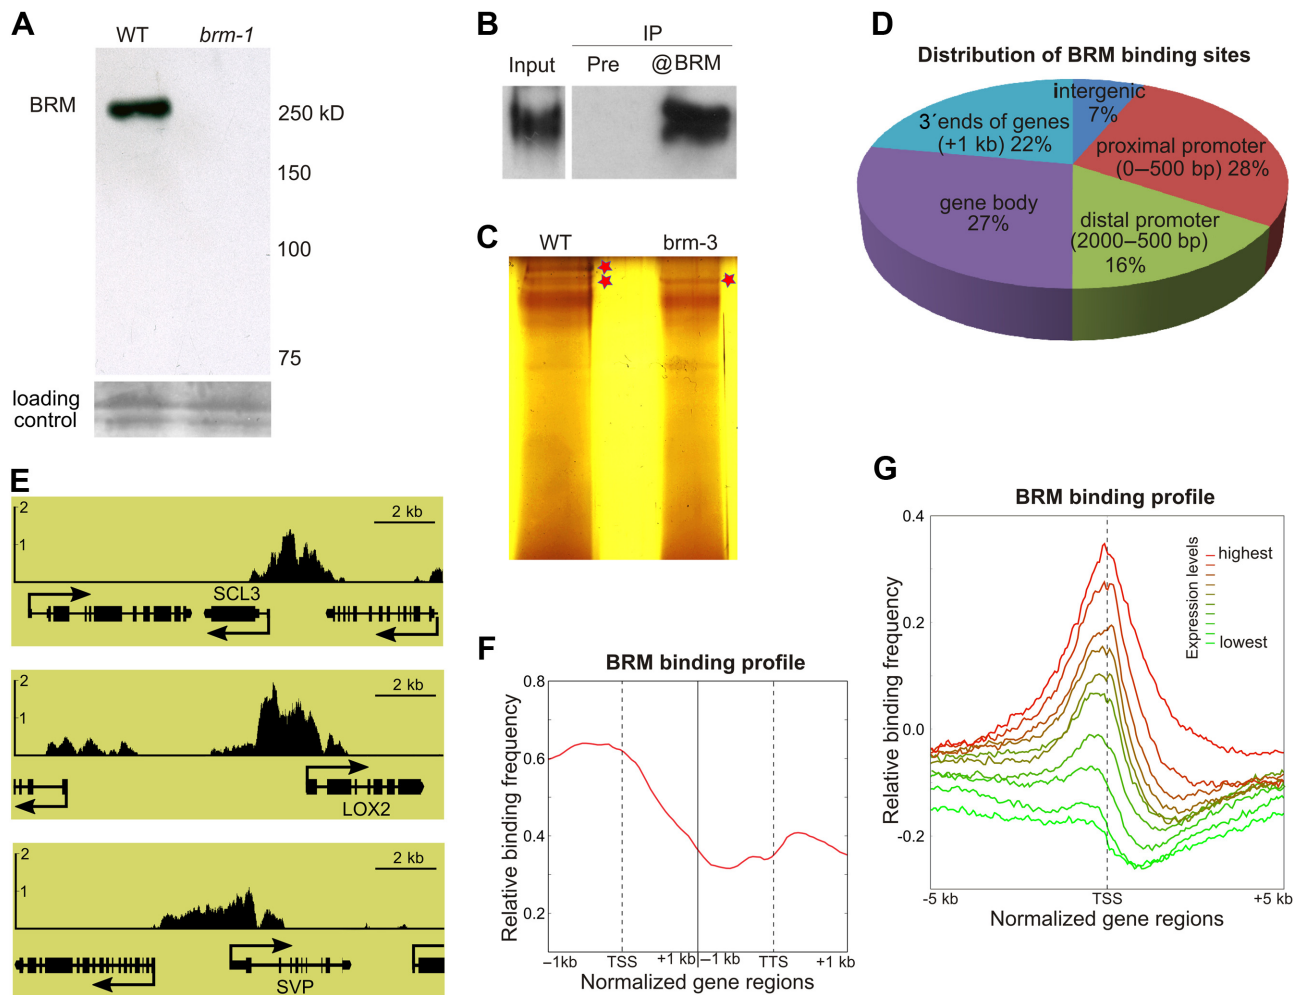 A
WT brm-1
BRM
250 kD
150
100
75
loading
control
B
IP
Input Pre @BRM
C
WT brm-3
D
Distribution of BRM binding sites
intergenic
7%
3´ends of genes
(+1 kb) 22%
proximal promoter
(0–500 bp) 28%
gene body
27%
distal promoter
(2000–500 bp)
16%
E
2
1
2 kb
SCL3
2
1
2 kb
LOX2
2
1
2 kb
SVP
F
BRM binding profile
Relative binding frequency
0.8
0.6
0.4
0.2
–1kb TSS +1 kb –1 kb TTS +1 kb
Normalized gene regions
G
BRM binding profile
Relative binding frequency
0.4
0.2
0.0
-0.2
Expression levels
highest
lowest
-5 kb TSS +5 kb
Normalized gene regions